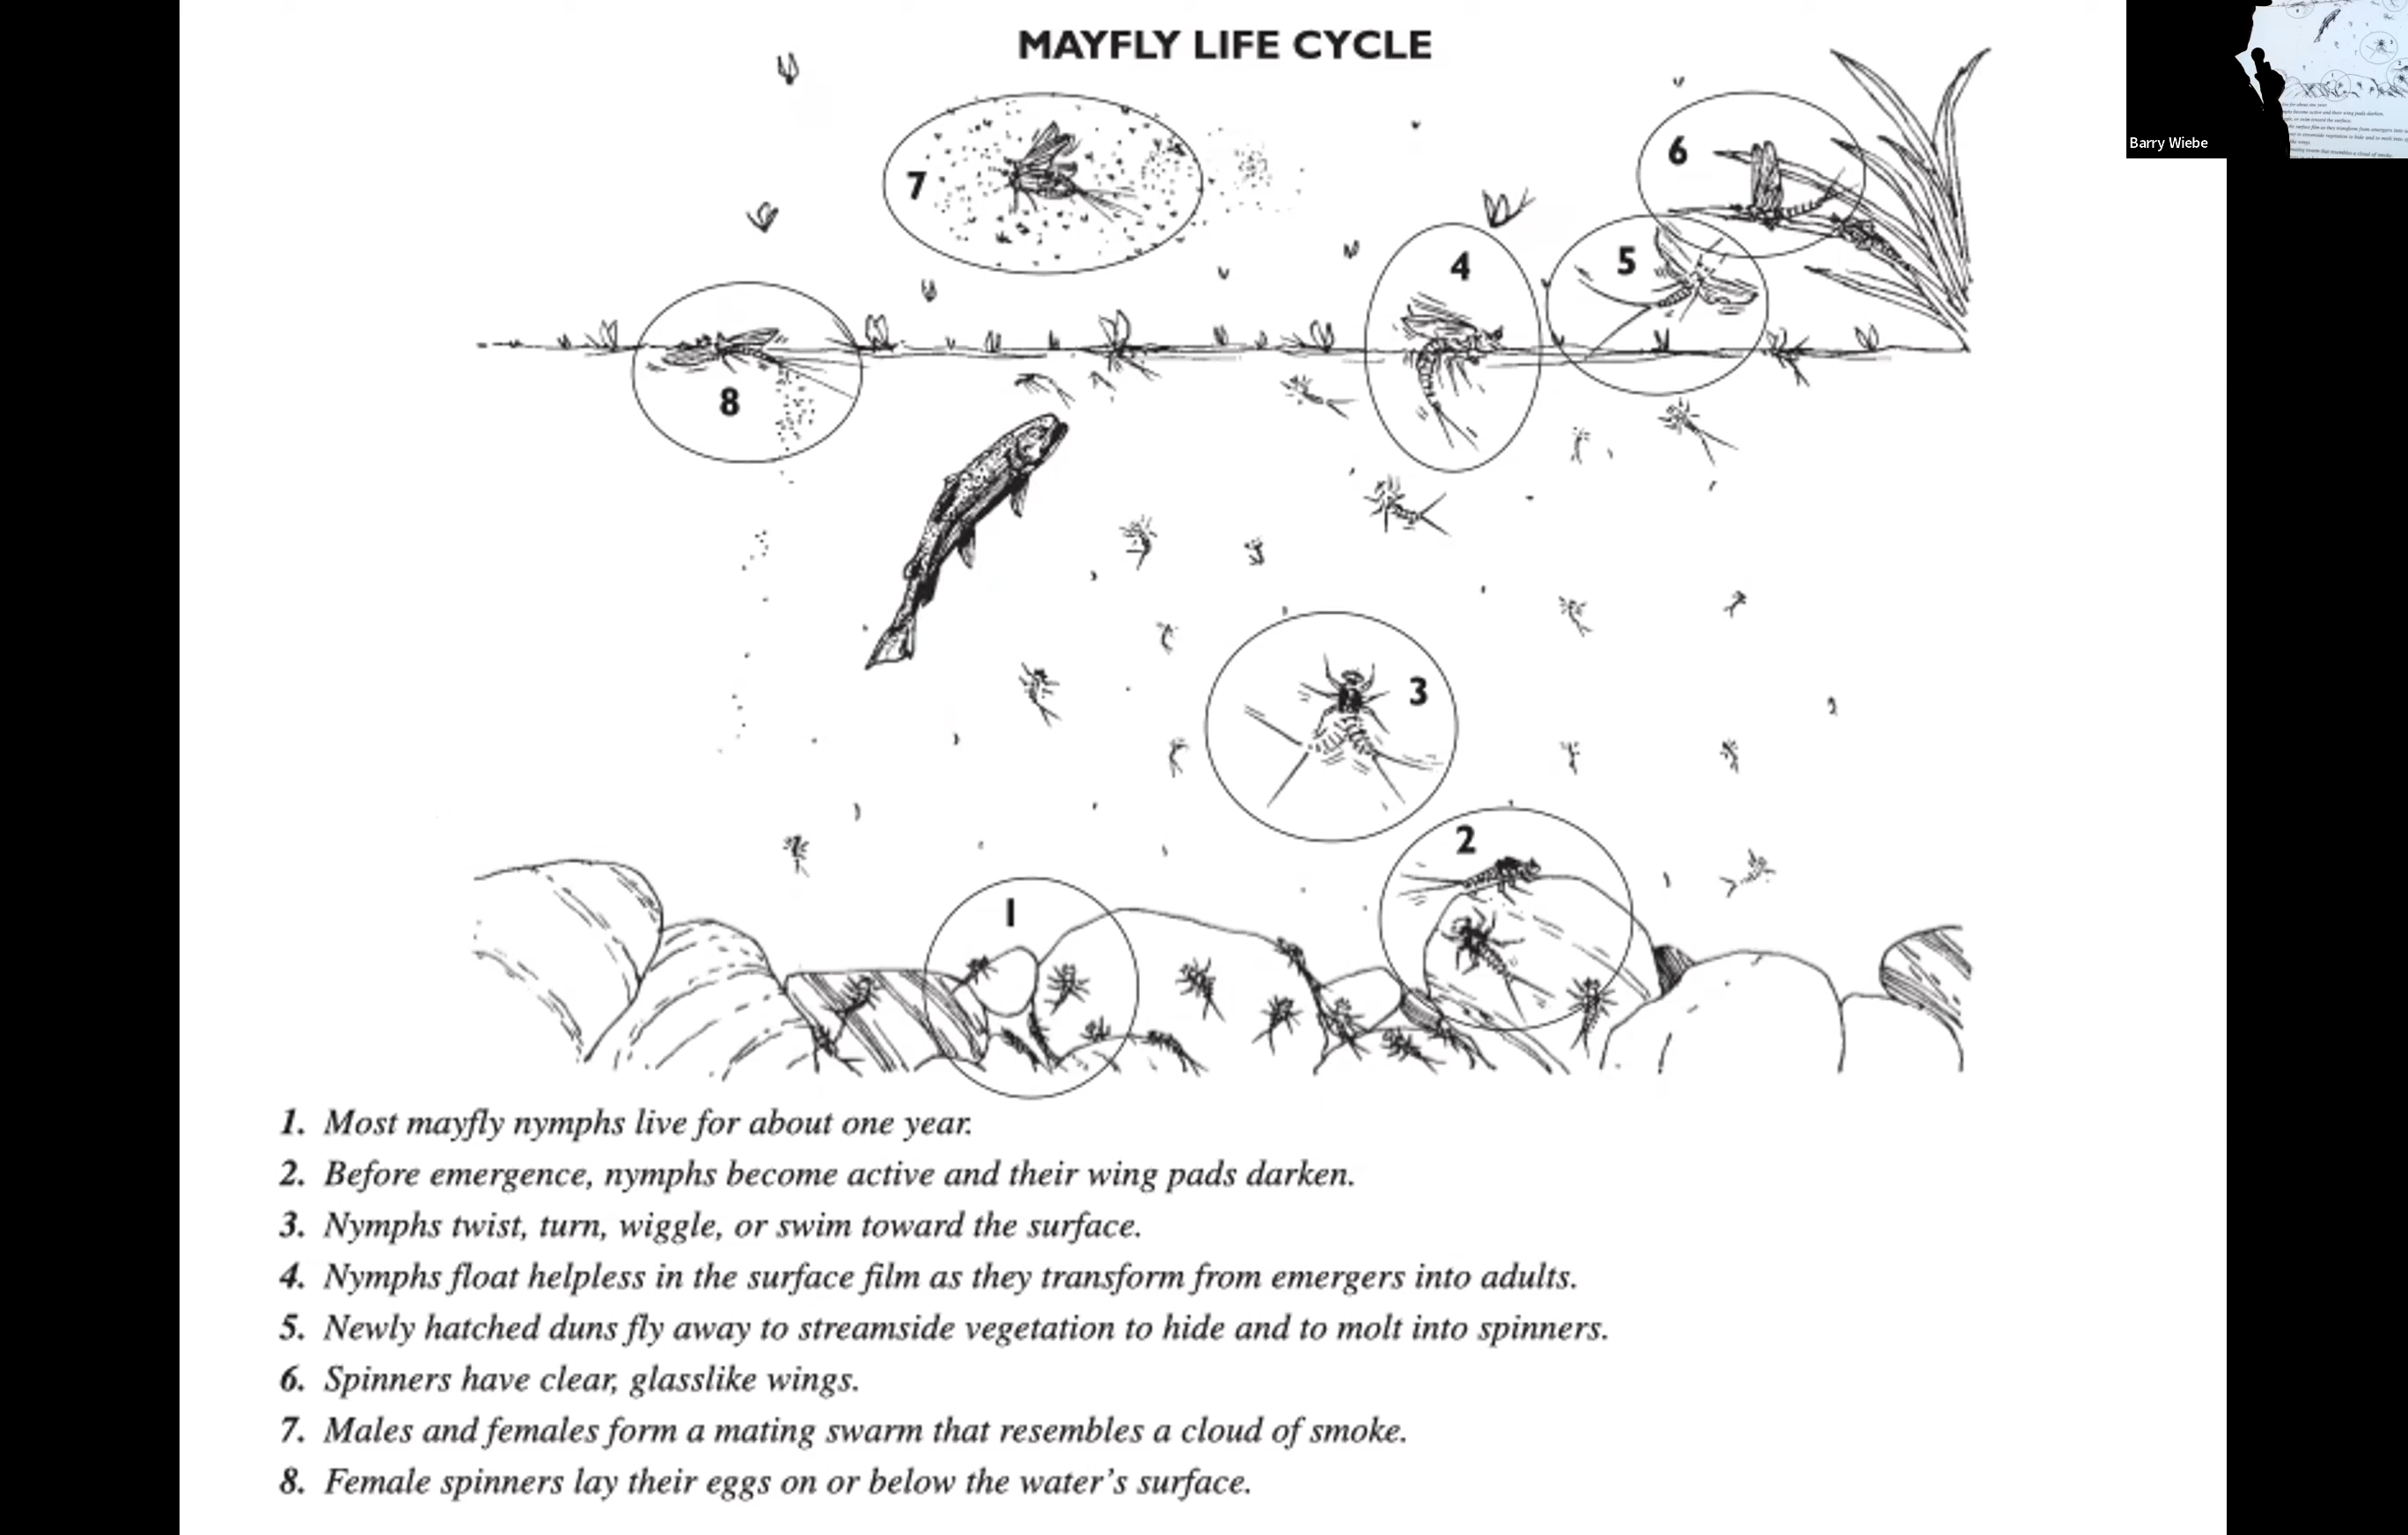 MAYFLY LIFE CYCLE
7
6
4
5
8
3
2
1
1. Most mayfly nymphs live for about one year.
2. Before emergence, nymphs become active and their wing pads darken.
3. Nymphs twist, turn, wiggle, or swim toward the surface.
4. Nymphs float helpless in the surface film as they transform from emergers into adults.
5. Newly hatched duns fly away to streamside vegetation to hide and to molt into spinners.
6. Spinners have clear, glasslike wings.
7. Males and females form a mating swarm that resembles a cloud of smoke.
8. Female spinners lay their eggs on or below the water's surface.
Barry Wiebe